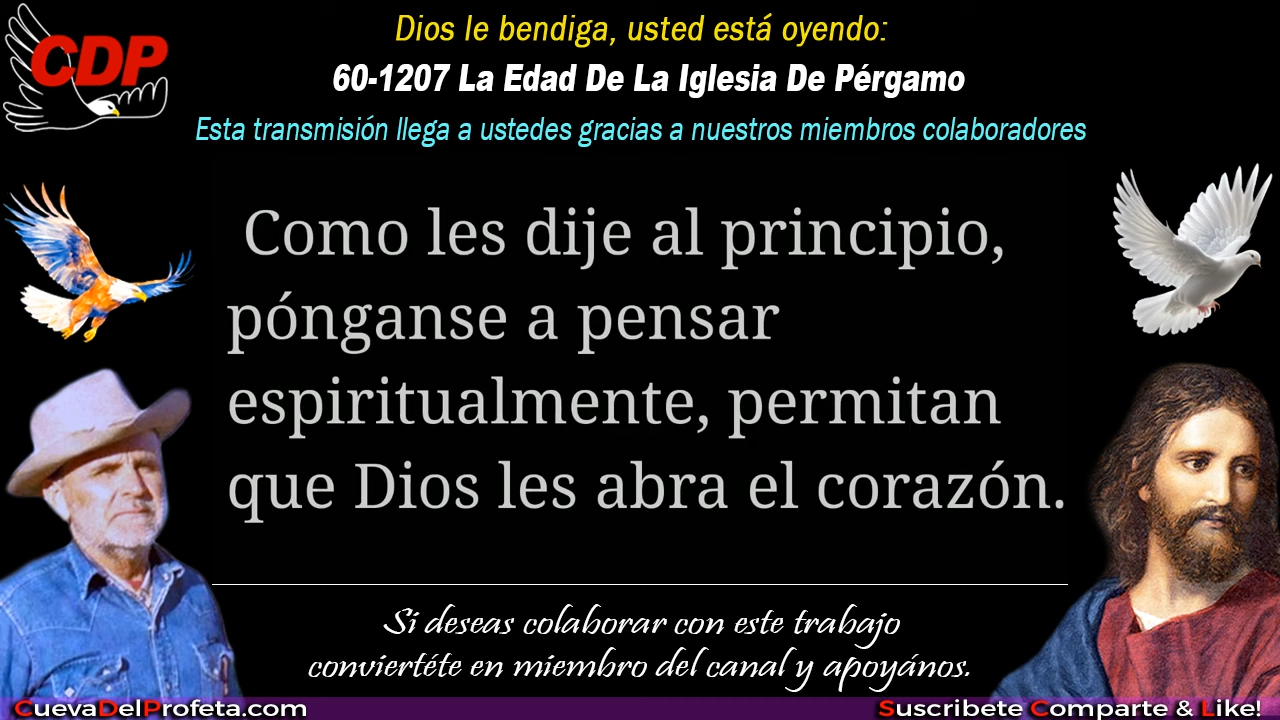 CDP
Dios le bendiga, usted está oyendo:
60-1207 La Edad De La Iglesia De Pérgamo
Esta transmisión llega a ustedes gracias a nuestros miembros colaboradores
Como les dije al principio,
pónganse a pensar
espiritualmente, permitan
que Dios les abra el corazón.
Si deseas colaborar con este trabajo
conviertéte en miembro del canal y apoyános.
CuevaDelProfeta.com
Suscribete Comparte & Like!